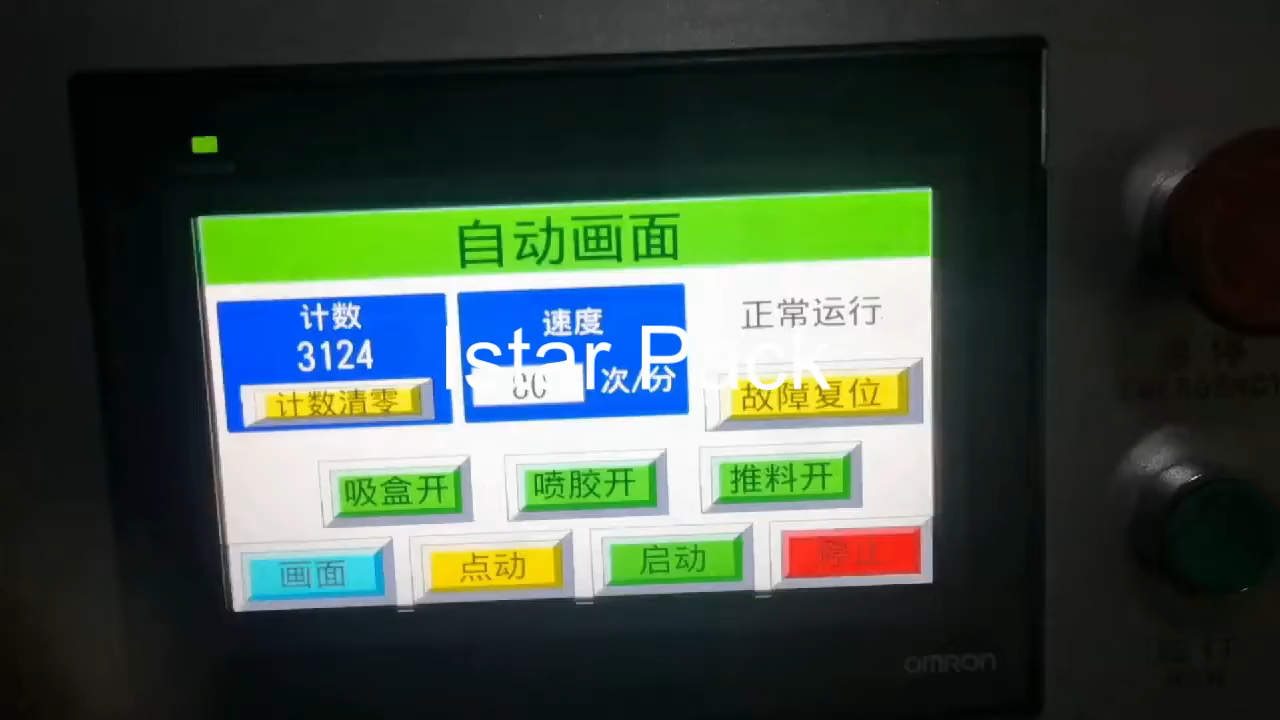 自动画面
计数
3124
计数清零
速度
次/分
正常运行
故障复位
Istar Pack
吸盒开
喷胶开
推料开
画面
点动
启动
停止
OMRON